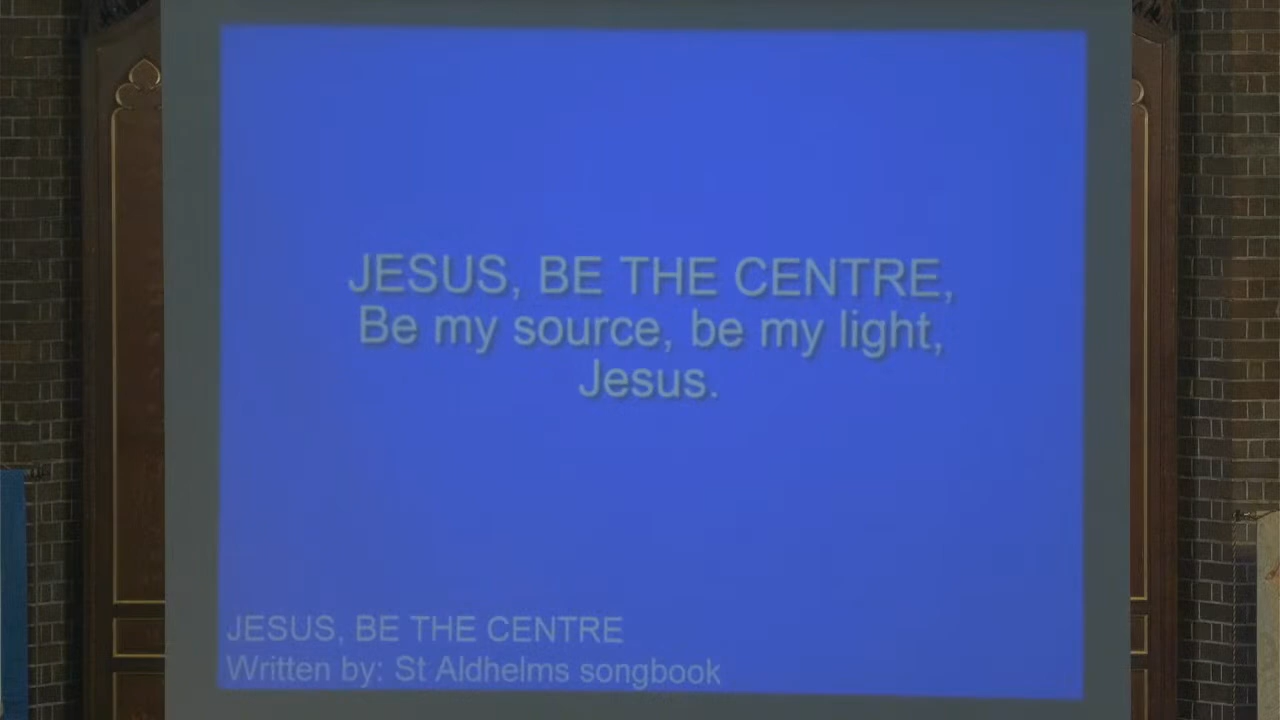 JESUS, BE THE CENTRE,
Be my source, be my light,
Jesus.
JESUS, BE THE CENTRE
Written by: St Aldhelms songbook